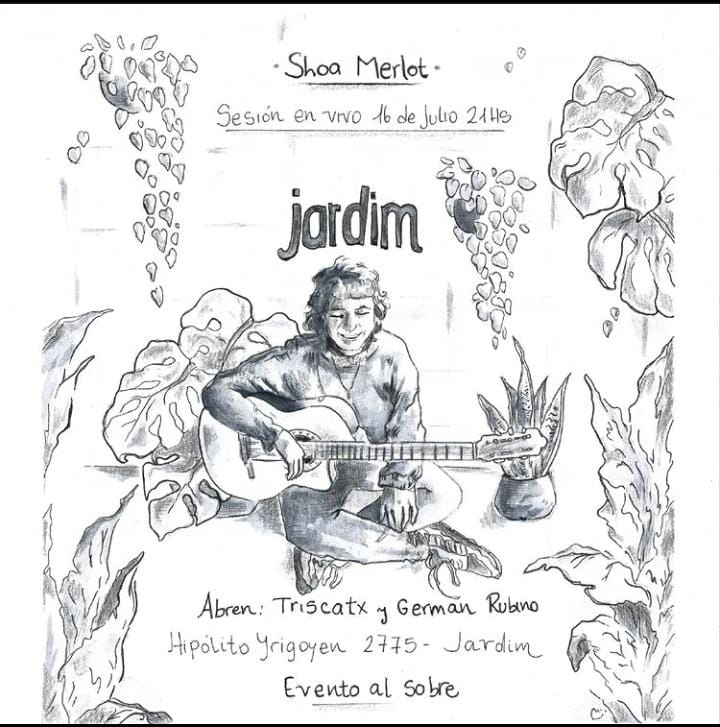 · Shoa Merlot ·
Sesión en vivo 16 de Julio 21Hs
jardim
Abren: Triscatx y German Rubino
Hipólito Yrigoyen 2775 - Jardim
Evento al sobre